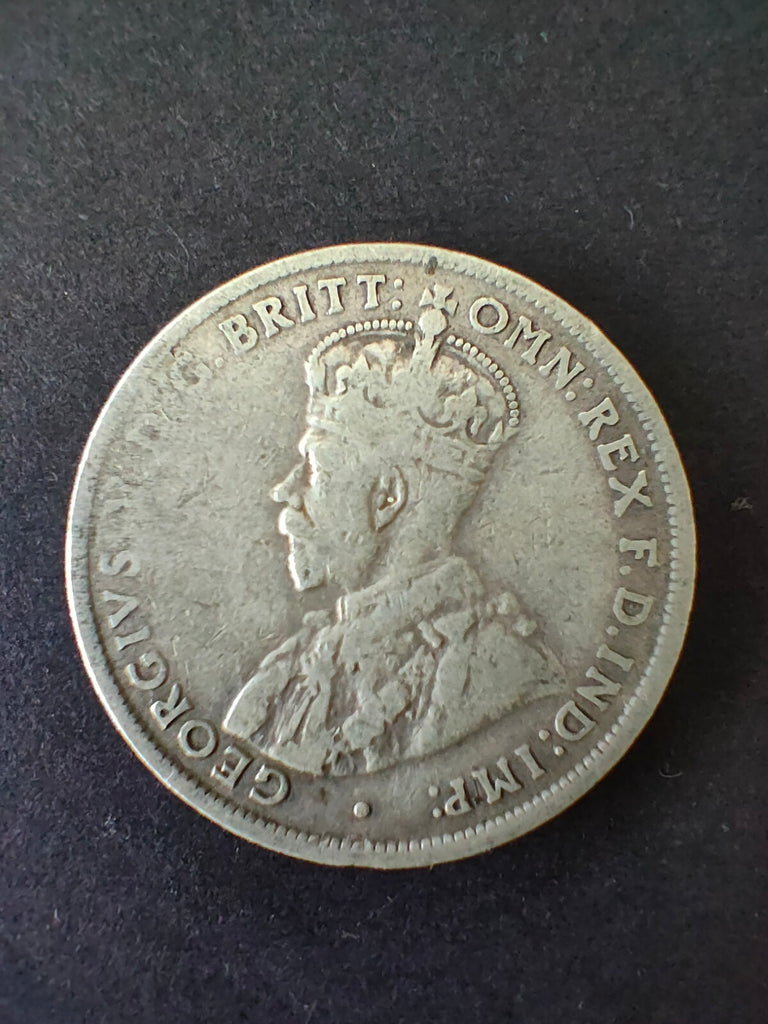 GEORGIVS V D.G. BRITT: OMN: REX F.D. IND: IMP: